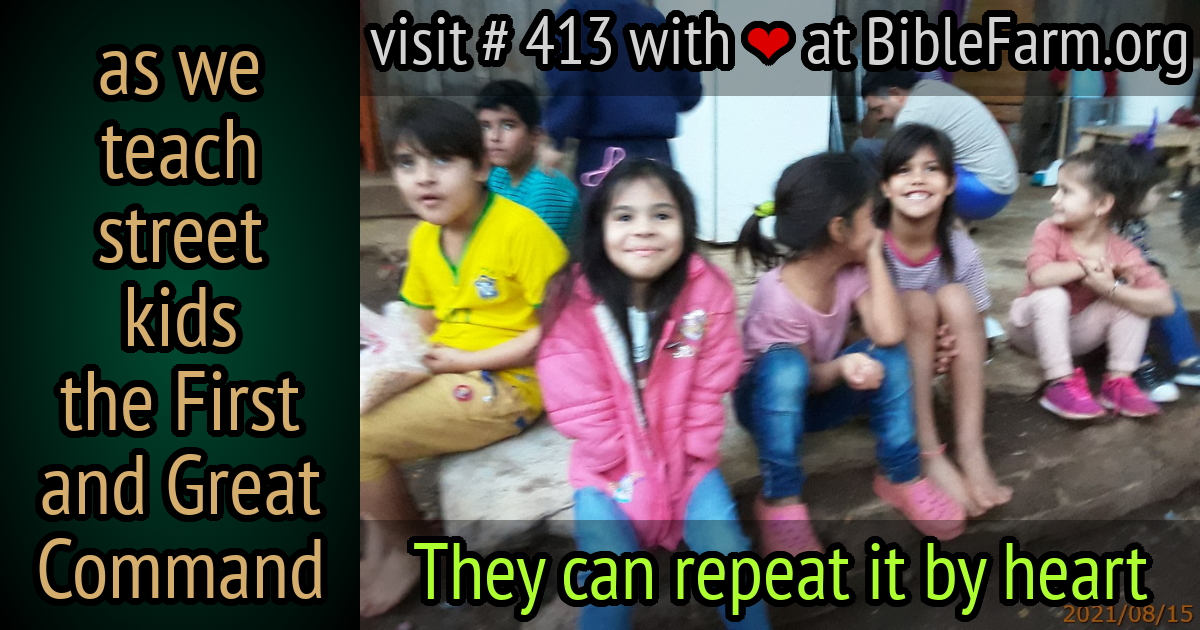 as we
teach
street
kids
the First
and Great
Command
visit # 413 with ❤ at BibleFarm.org
They can repeat it by heart
2021/08/15